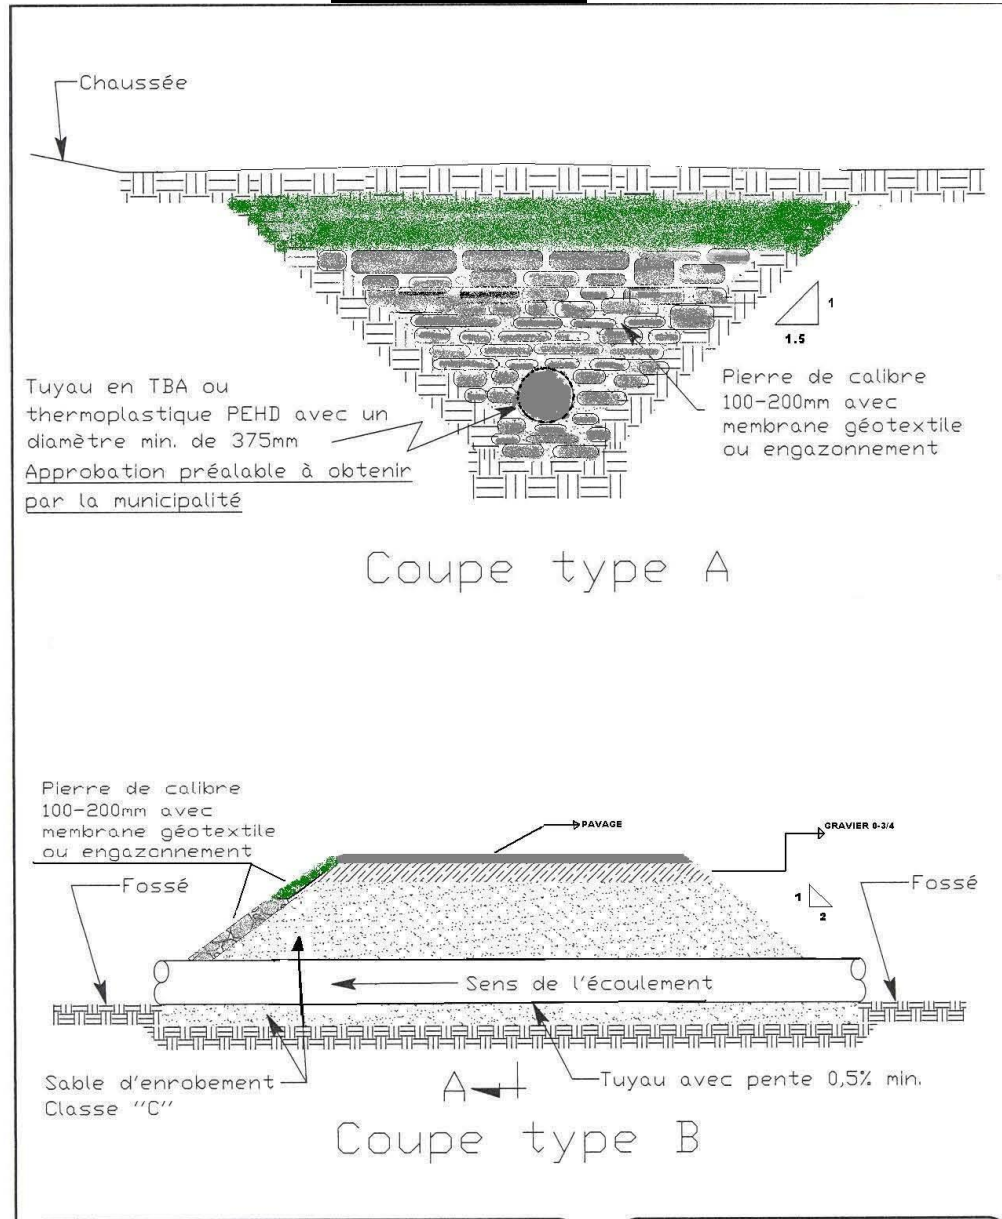 Chaussée
1
1.5
Tuyau en TBA ou
thermoplastique PEHD avec un
diamètre min. de 375mm
Approbation préalable à obtenir
par la municipalité
Pierre de calibre
100-200mm avec
membrane géotextile
ou engazonnement
Coupe type A
Pierre de calibre
100-200mm avec
membrane géotextile
ou engazonnement
PAVAGE
GRAVIER 0-3/4
Fossé
1
2
Fossé
Sens de l'écoulement
Sable d'enrobement
Classe "C"
A
Tuyau avec pente 0,5% min.
Coupe type B